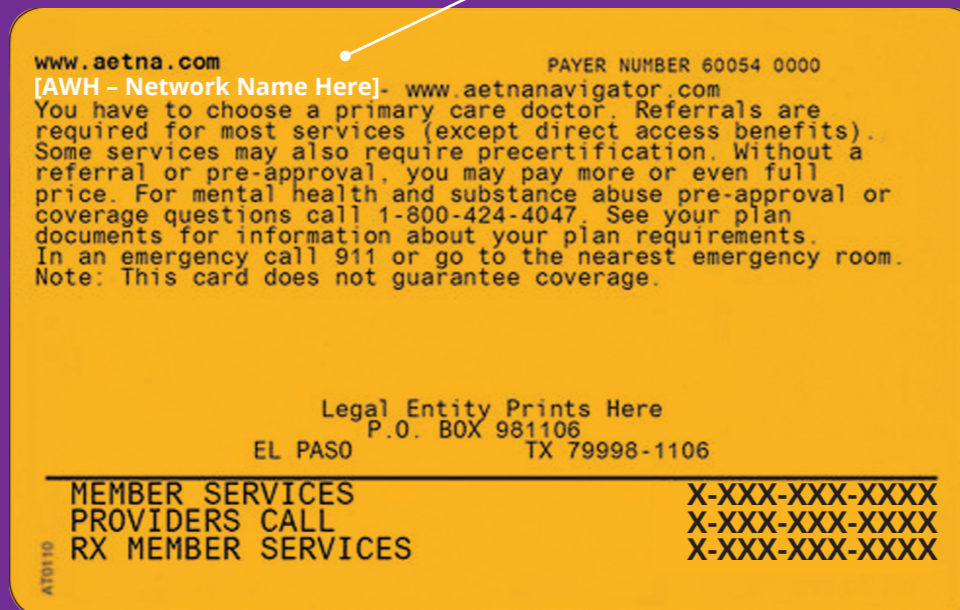 www.aetna.com PAYER NUMBER 60054 0000
[AWH – Network Name Here]- www.aetnanavigator.com
You have to choose a primary care doctor. Referrals are
required for most services (except direct access benefits).
Some services may also require precertification. Without a
referral or pre-approval, you may pay more or even full
price. For mental health and substance abuse pre-approval or
coverage questions call 1-800-424-4047. See your plan
documents for information about your plan requirements.
In an emergency call 911 or go to the nearest emergency room.
Note: This card does not guarantee coverage.
Legal Entity Prints Here
P.O. BOX 981106
EL PASO TX 79998-1106
MEMBER SERVICES X-XXX-XXX-XXXX
PROVIDERS CALL X-XXX-XXX-XXXX
RX MEMBER SERVICES X-XXX-XXX-XXXX
AT0110